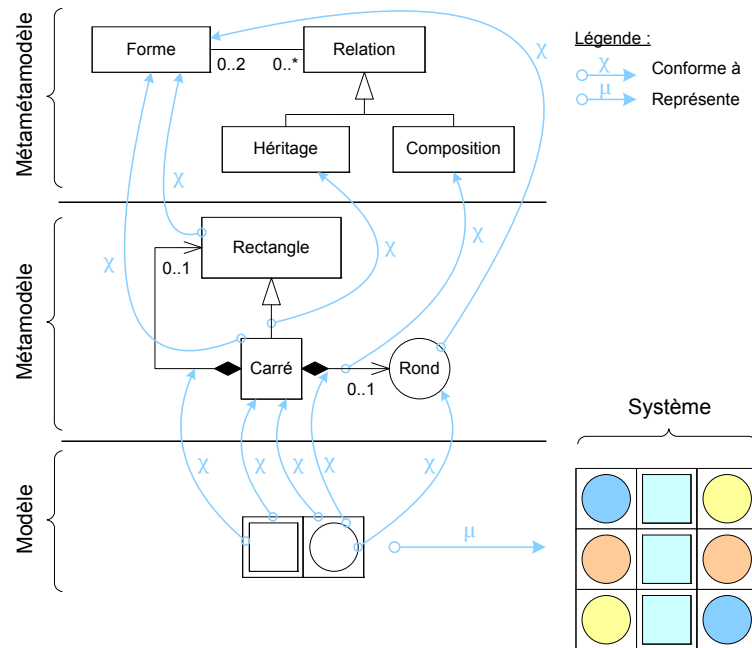 Métamétamodèle
Forme
Relation
0..2
0..*
Héritage
Composition
χ
χ
χ
χ
χ
Légende :
χ
Conforme à
μ
Représente
Métamodèle
Rectangle
0..1
Carré
0..1
Rond
Modèle
χ
χ
χ
χ
χ
μ
Système